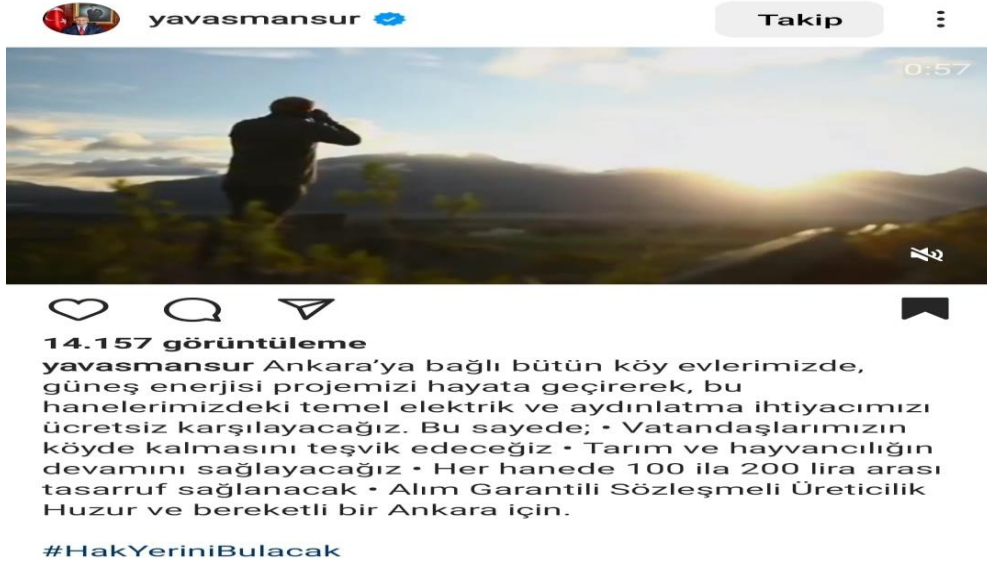 yavasmansur
Takip
0:57
14.157 görüntüleme
yavasmansur Ankara’ya bağlı bütün köy evlerimizde,
güneş enerjisi projemizi hayata geçirerek, bu
hanelerimizdeki temel elektrik ve aydınlatma ihtiyacımızı
ücretsiz karşılayacağız. Bu sayede; • Vatandaşlarımızın
köyde kalmasını teşvik edeceğiz • Tarım ve hayvancılığın
devamını sağlayacağız • Her hanede 100 ila 200 lira arası
tasarruf sağlanacak • Alım Garantili Sözleşmeli Üreticilik
Huzur ve bereketli bir Ankara için.
#HakYeriniBulacak